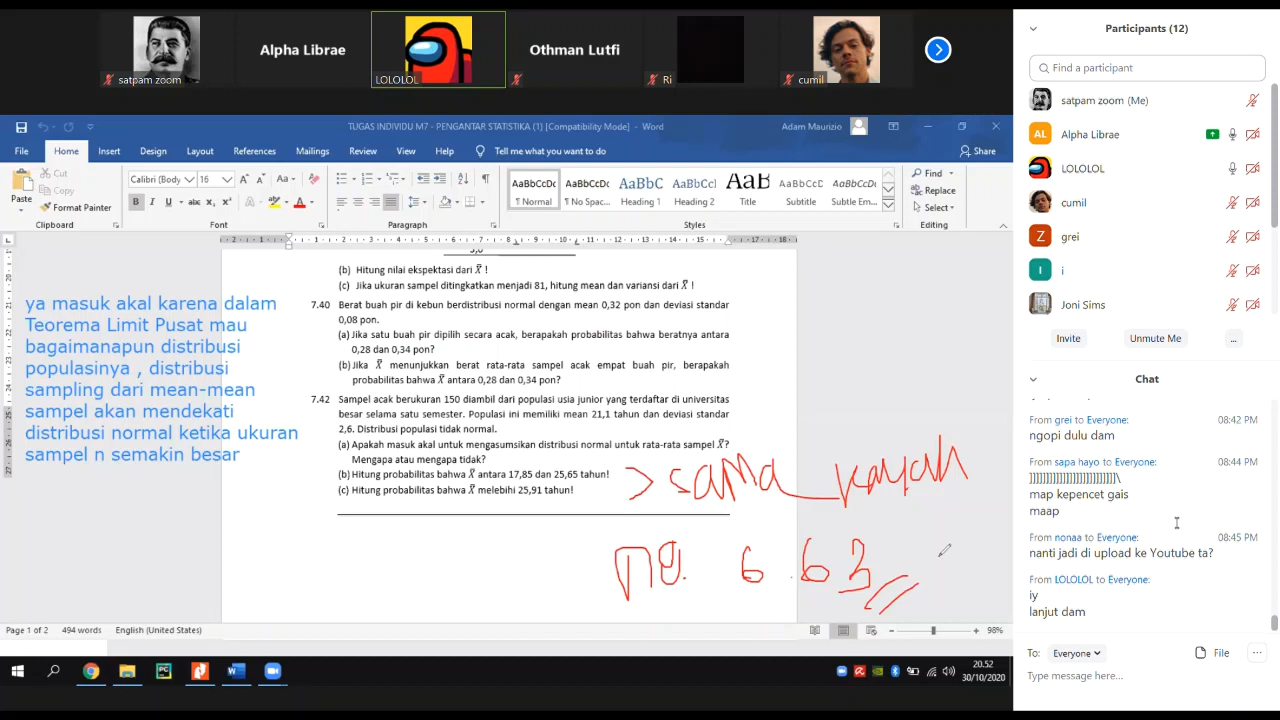 satpam zoom
Alpha Librae
LOLOLOL
Othman Lutfi
Ri
cumil
TUGAS INDIVIDU M7 - PENGANTAR STATISTIKA (1) [Compatibility Mode] - Word
Adam Maurizio
File Home Insert Design Layout References Mailings Review View Help Tell me what you want to do Share
Paste
Cut
Copy
Format Painter
Clipboard
Calibri (Body) 16
Font
Paragraph
AaBbCcDc AaBbCcDc AaBbC AaBbCcl AaB AaBbCcD AaBbCcDc
¶ Normal ¶ No Spac... Heading 1 Heading 2 Title Subtitle Subtle Em...
Styles
Find
Replace
Select
Editing
(b) Hitung nilai ekspektasi dari X̄ !
(c) Jika ukuran sampel ditingkatkan menjadi 81, hitung mean dan variansi dari X̄ !
7.40 Berat buah pir di kebun berdistribusi normal dengan mean 0,32 pon dan deviasi standar
0,08 pon.
(a) Jika satu buah pir dipilih secara acak, berapakah probabilitas bahwa beratnya antara
0,28 dan 0,34 pon?
(b) Jika X̄ menunjukkan berat rata-rata sampel acak empat buah pir, berapakah
probabilitas bahwa X̄ antara 0,28 dan 0,34 pon?
7.42 Sampel acak berukuran 150 diambil dari populasi usia junior yang terdaftar di universitas
besar selama satu semester. Populasi ini memiliki mean 21,1 tahun dan deviasi standar
2,6. Distribusi populasi tidak normal.
(a) Apakah masuk akal untuk mengasumsikan distribusi normal untuk rata-rata sampel X̄?
Mengapa atau mengapa tidak?
(b) Hitung probabilitas bahwa X̄ antara 17,85 dan 25,65 tahun!
(c) Hitung probabilitas bahwa X̄ melebihi 25,91 tahun!
ya masuk akal karena dalam
Teorema Limit Pusat mau
bagaimanapun distribusi
populasinya , distribusi
sampling dari mean-mean
sampel akan mendekati
distribusi normal ketika ukuran
sampel n semakin besar
> sama kayak
no. 6.63
Page 1 of 2 494 words English (United States) 98%
20.52
30/10/2020
Participants (12)
Find a participant
satpam zoom (Me)
AL Alpha Librae
LOLOLOL
cumil
Z grei
I i
Joni Sims
Invite Unmute Me ...
Chat
From grei to Everyone: 08:42 PM
ngopi dulu dam
From sapa hayo to Everyone: 08:44 PM
map kepencet gais
maap
From nonaa to Everyone: 08:45 PM
nanti jadi di upload ke Youtube ta?
From LOLOLOL to Everyone:
iy
lanjut dam
To: Everyone File ...
Type message here...